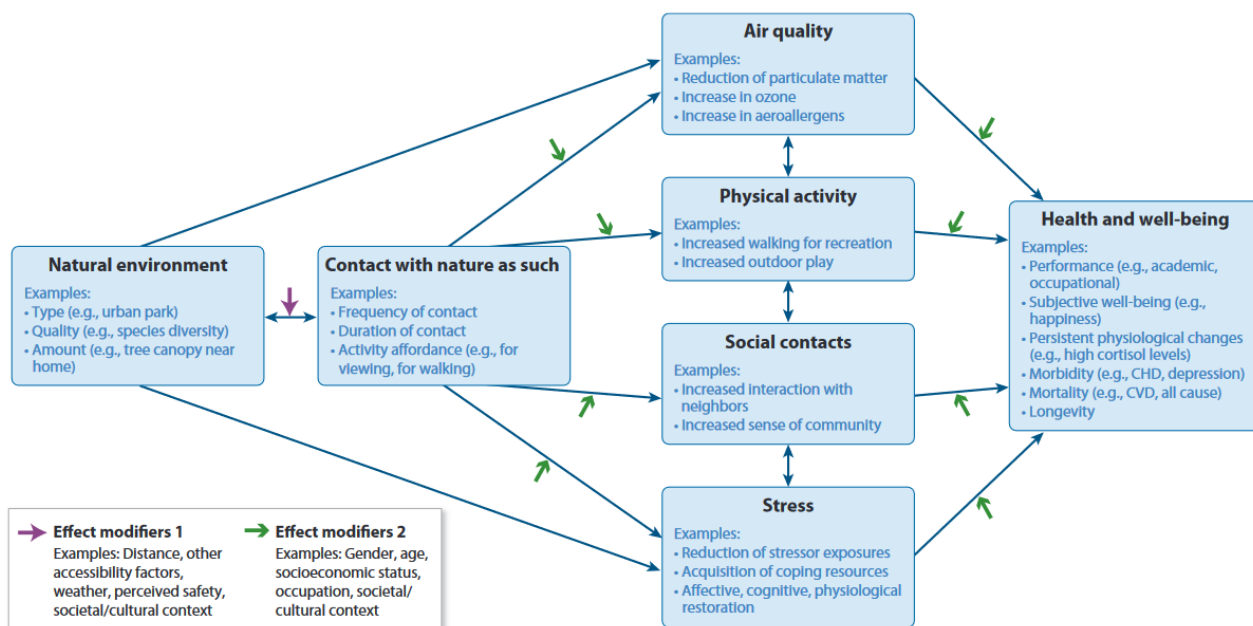 Air quality
Examples:
• Reduction of particulate matter
• Increase in ozone
• Increase in aeroallergens
Physical activity
Examples:
• Increased walking for recreation
• Increased outdoor play
Natural environment
Examples:
• Type (e.g., urban park)
• Quality (e.g., species diversity)
• Amount (e.g., tree canopy near
home)
Contact with nature as such
Examples:
• Frequency of contact
• Duration of contact
• Activity affordance (e.g., for
viewing, for walking)
Social contacts
Examples:
• Increased interaction with
neighbors
• Increased sense of community
Stress
Examples:
• Reduction of stressor exposures
• Acquisition of coping resources
• Affective, cognitive, physiological
restoration
Health and well-being
Examples:
• Performance (e.g., academic,
occupational)
• Subjective well-being (e.g.,
happiness)
• Persistent physiological changes
(e.g., high cortisol levels)
• Morbidity (e.g., CHD, depression)
• Mortality (e.g., CVD, all cause)
• Longevity
Effect modifiers 1
Examples: Distance, other
accessibility factors,
weather, perceived safety,
societal/cultural context
Effect modifiers 2
Examples: Gender, age,
socioeconomic status,
occupation, societal/
cultural context